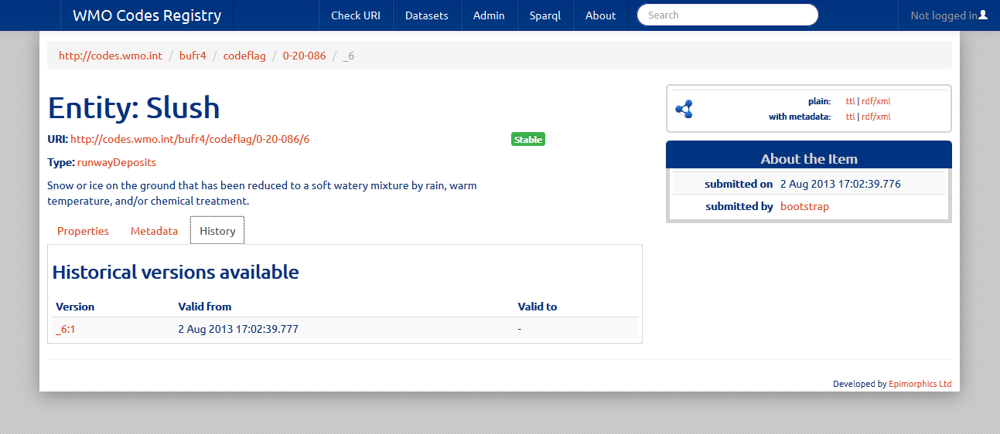 WMO Codes Registry Check URI Datasets Admin Sparql About Search Not logged in
http://codes.wmo.int / bufr4 / codeflag / 0-20-086 / _6
Entity: Slush
URI: http://codes.wmo.int/bufr4/codeflag/0-20-086/6 Stable
Type: runwayDeposits
Snow or ice on the ground that has been reduced to a soft watery mixture by rain, warm
temperature, and/or chemical treatment.
Properties Metadata History
Historical versions available
Version Valid from Valid to
_6:1 2 Aug 2013 17:02:39.777 -
plain: ttl | rdf/xml
with metadata: ttl | rdf/xml
About the Item
submitted on 2 Aug 2013 17:02:39.776
submitted by bootstrap
Developed by Epimorphics Ltd